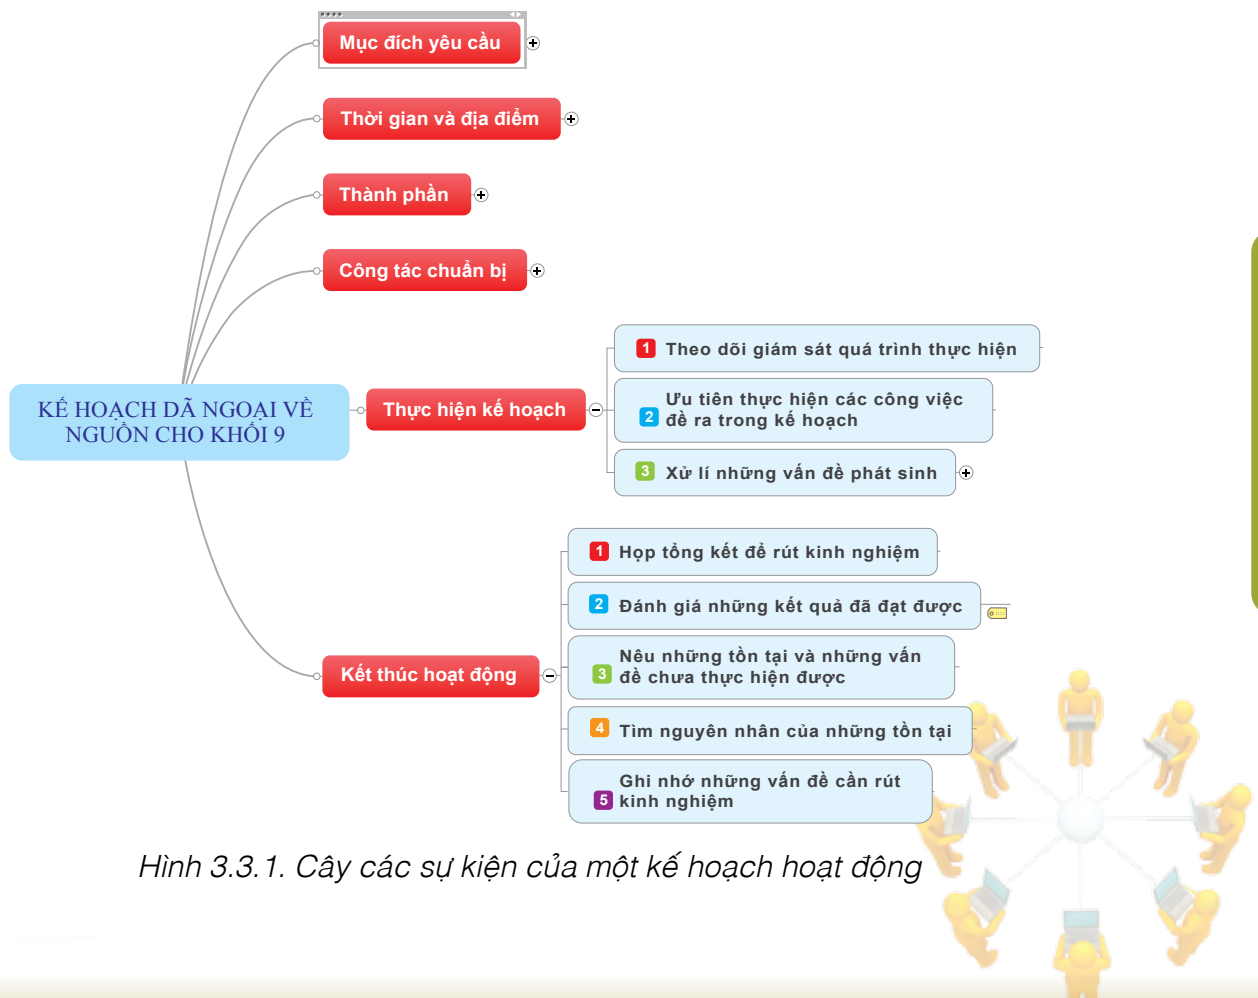 Mục đích yêu cầu
Thời gian và địa điểm
Thành phần
Công tác chuẩn bị
KẾ HOẠCH DÃ NGOẠI VỀ
NGUỒN CHO KHỐI 9
Thực hiện kế hoạch
1 Theo dõi giám sát quá trình thực hiện
Ưu tiên thực hiện các công việc
2 đề ra trong kế hoạch
3 Xử lí những vấn đề phát sinh
Kết thúc hoạt động
1 Họp tổng kết để rút kinh nghiệm
2 Đánh giá những kết quả đã đạt được
Nêu những tồn tại và những vấn
3 đề chưa thực hiện được
4 Tìm nguyên nhân của những tồn tại
Ghi nhớ những vấn đề cần rút
5 kinh nghiệm
Hình 3.3.1. Cây các sự kiện của một kế hoạch hoạt động